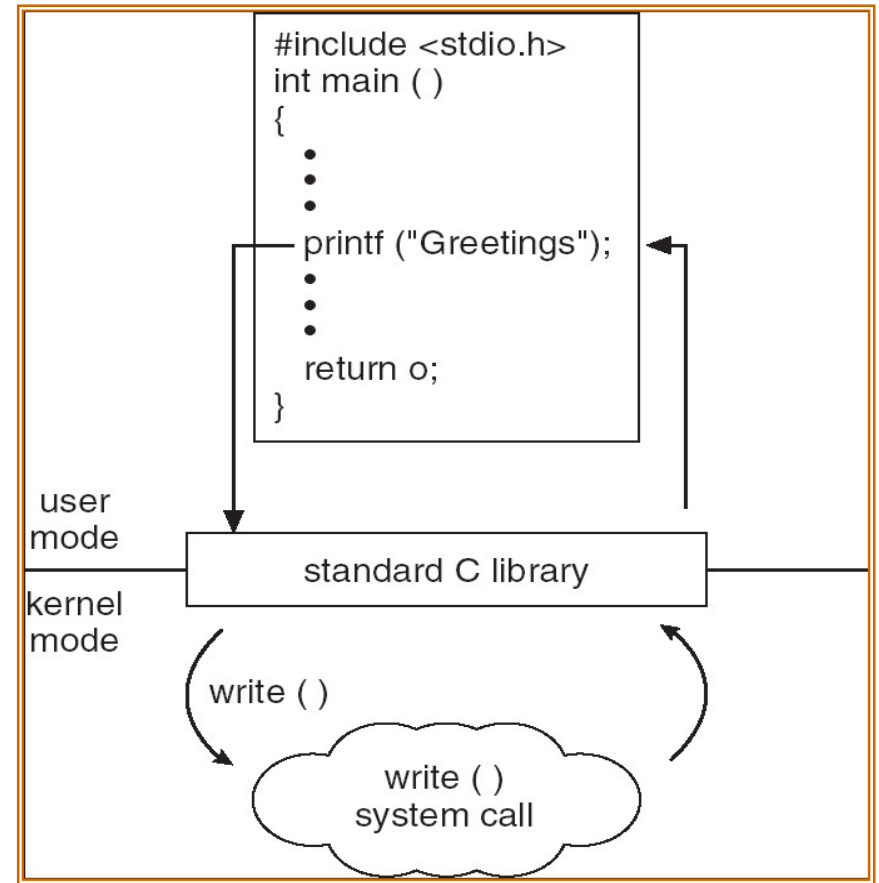 #include <stdio.h>
int main ( )
{
•
•
•
printf ("Greetings");
•
•
•
return o;
}
user
mode
standard C library
kernel
mode
write ( )
write ( )
system call